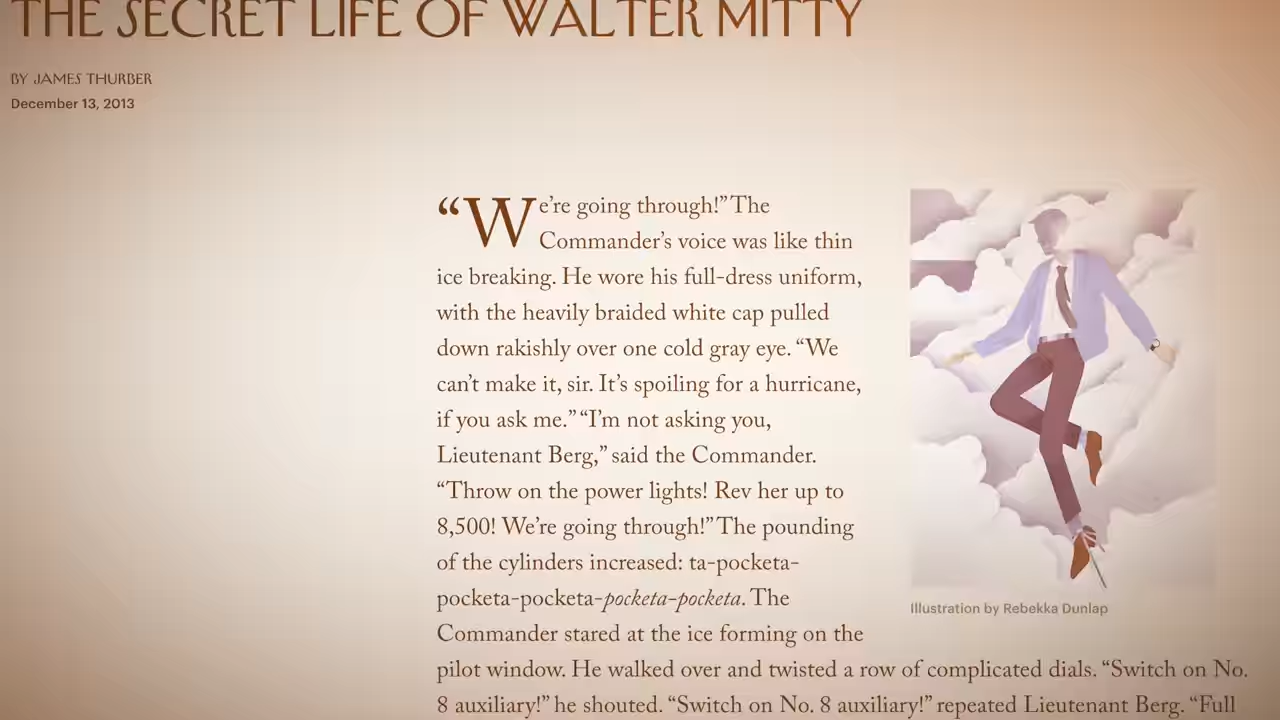 THE SECRET LIFE OF WALTER MITTY
BY JAMES THURBER
December 13, 2013
“We’re going through!” The
Commander’s voice was like thin
ice breaking. He wore his full-dress uniform,
with the heavily braided white cap pulled
down rakishly over one cold gray eye. “We
can’t make it, sir. It’s spoiling for a hurricane,
if you ask me.” “I’m not asking you,
Lieutenant Berg,” said the Commander.
“Throw on the power lights! Rev her up to
8,500! We’re going through!” The pounding
of the cylinders increased: ta-pocketa-
pocketa-pocketa-pocketa-pocketa. The
Commander stared at the ice forming on the
pilot window. He walked over and twisted a row of complicated dials. “Switch on No.
8 auxiliary!” he shouted. “Switch on No. 8 auxiliary!” repeated Lieutenant Berg. “Full
Illustration by Rebekka Dunlap